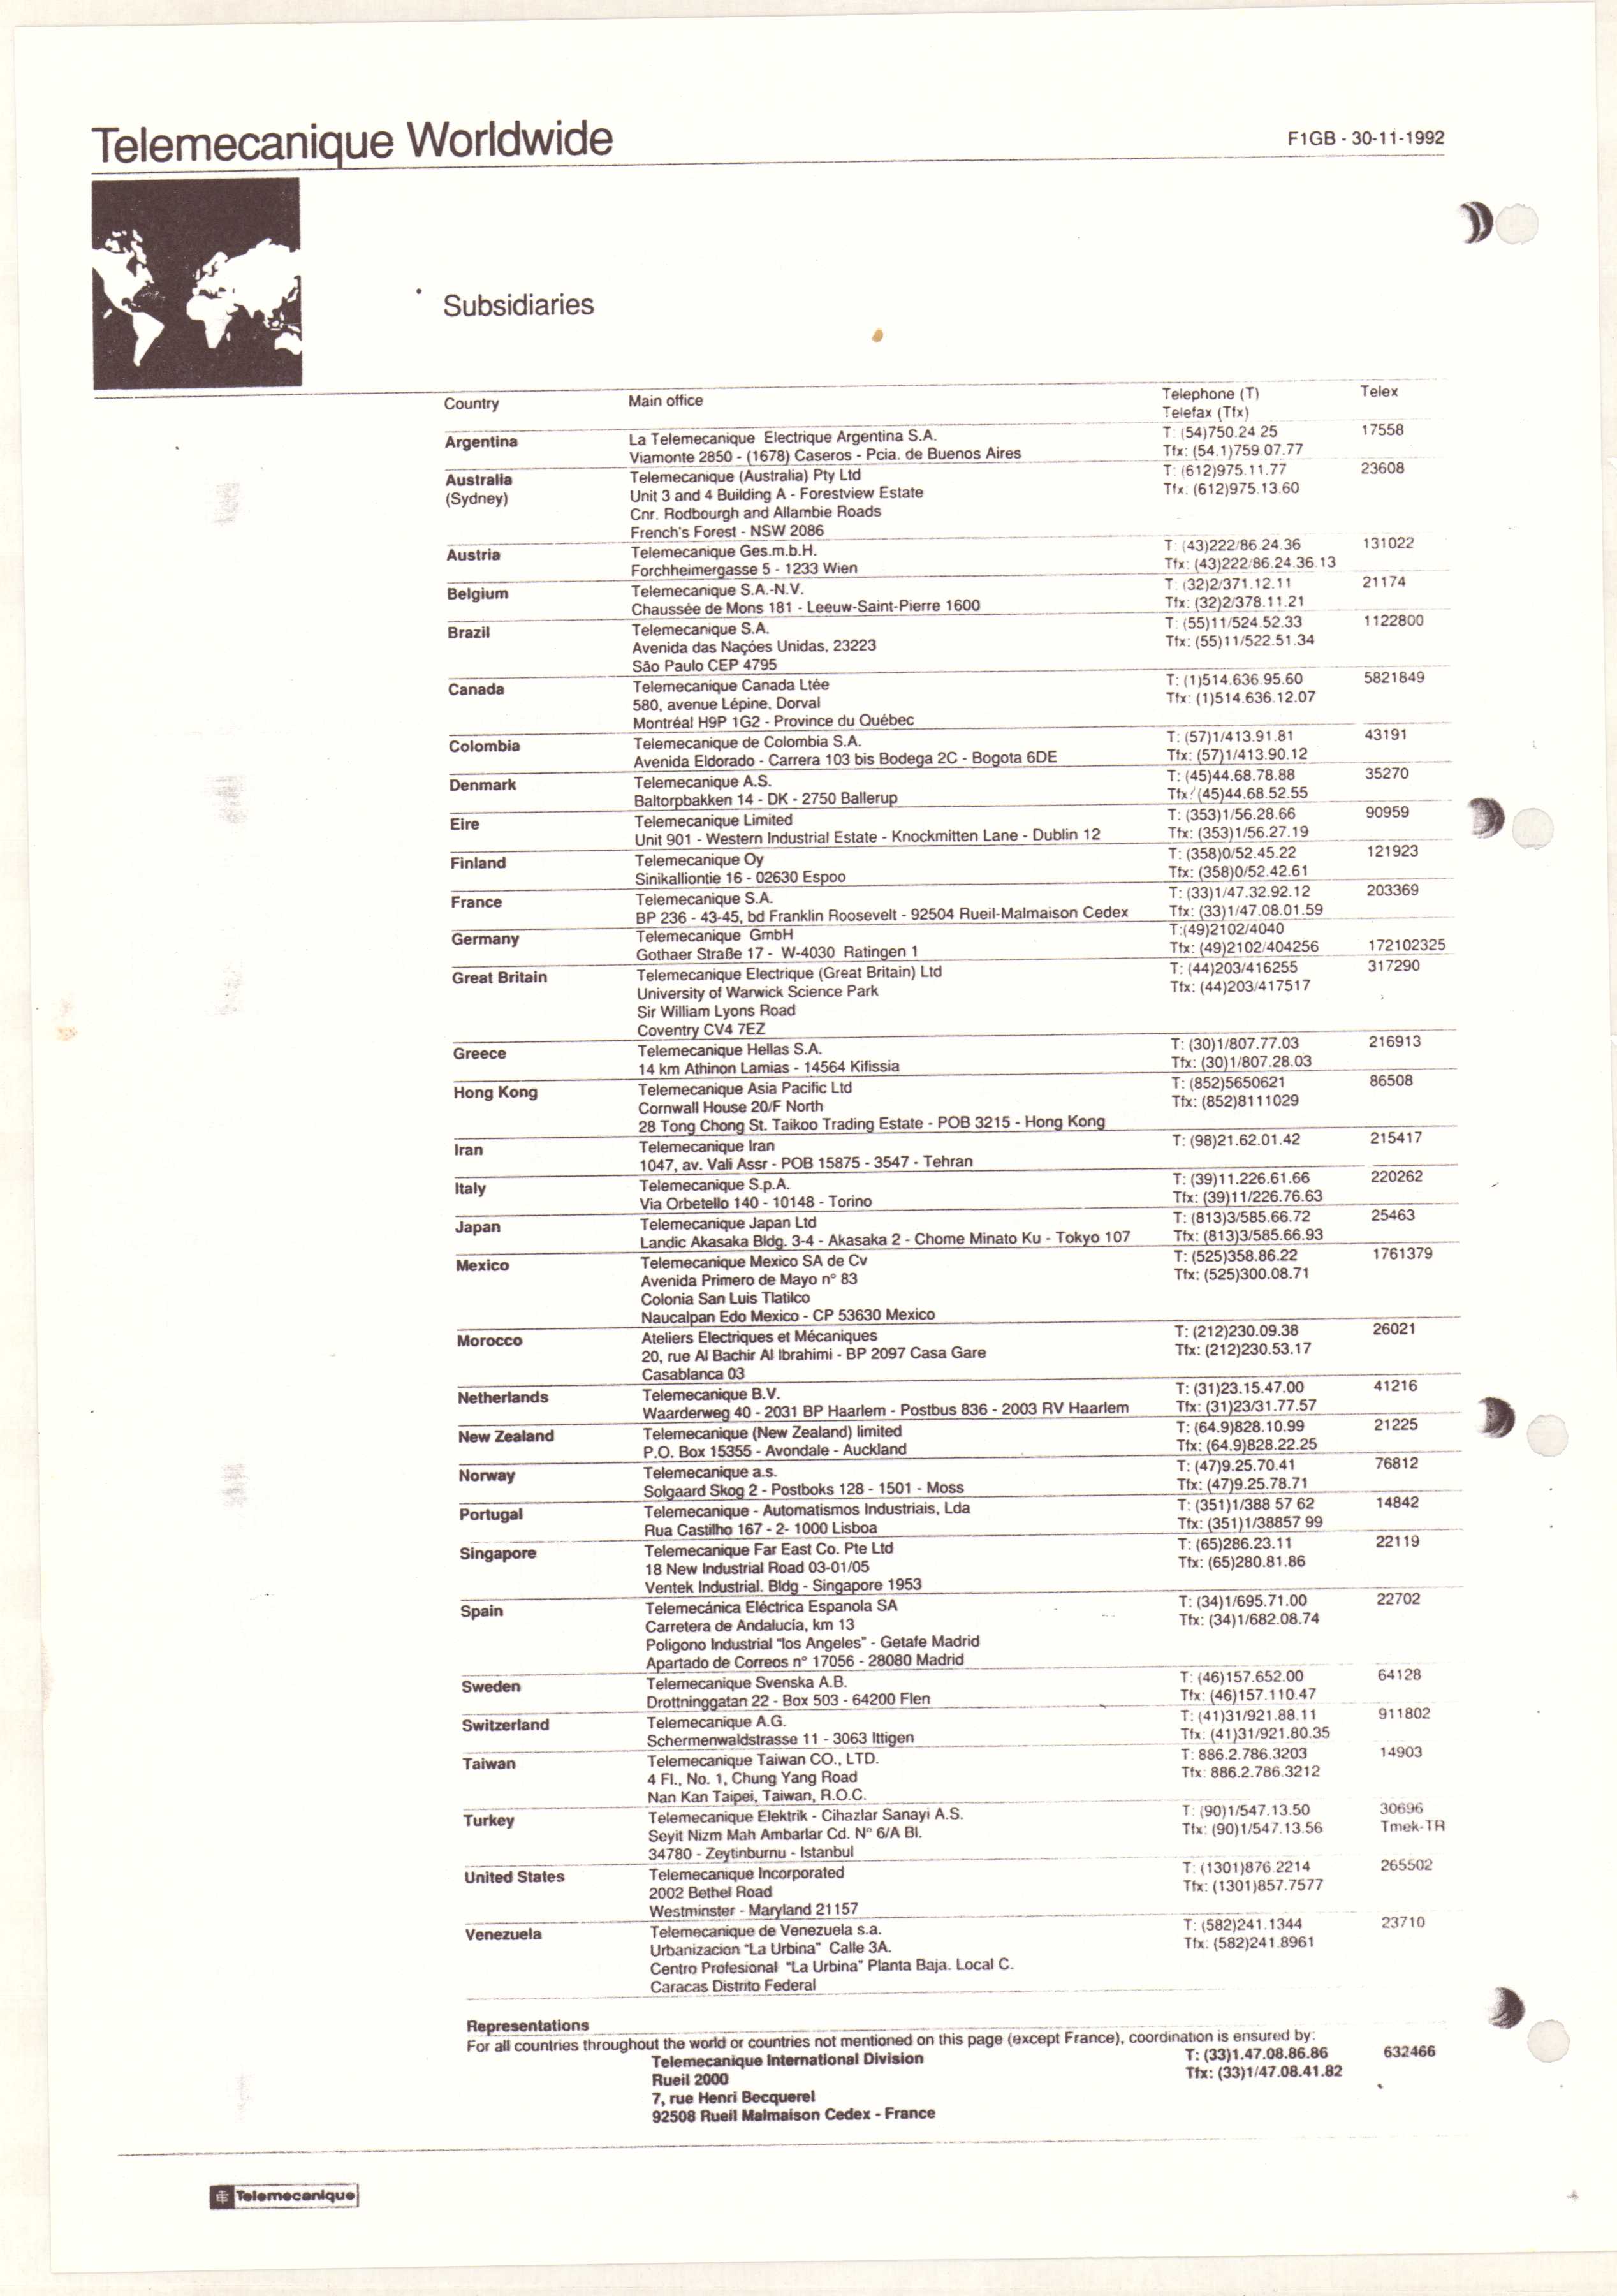 Telemecanique Worldwide
F1GB - 30-11-1992
Subsidiaries
Country Main office Telephone (T) Telex
Telefax (Tfx)
Argentina La Telemecanique Electrique Argentina S.A. T: (54)750.24.25 17558
Viamonte 2850 - (1678) Caseros - Pcia. de Buenos Aires Tfx: (54.1)759.07.77
Australia Telemecanique (Australia) Pty Ltd T: (612)975.11.77 23608
(Sydney) Unit 3 and 4 Building A - Forestview Estate Tfx: (612)975.13.60
Cnr. Rodbourgh and Allambie Roads
French's Forest - NSW 2086
Austria Telemecanique Ges.m.b.H. T: (43)222/86.24.36 131022
Forchheimergasse 5 - 1233 Wien Tfx: (43)222/86.24.36.13
Belgium Telemecanique S.A.-N.V. T: (32)2/371.12.11 21174
Chaussée de Mons 181 - Leeuw-Saint-Pierre 1600 Tfx: (32)2/378.11.21
Brazil Telemecanique S.A. T: (55)11/524.52.33 1122800
Avenida das Nações Unidas, 23223 Tfx: (55)11/522.51.34
São Paulo CEP 4795
Canada Telemecanique Canada Ltée T: (1)514.636.95.60 5821849
580, avenue Lépine, Dorval Tfx: (1)514.636.12.07
Montréal H9P 1G2 - Province du Québec
Colombia Telemecanique de Colombia S.A. T: (57)1/413.91.81 43191
Avenida Eldorado - Carrera 103 bis Bodega 2C - Bogota 6DE Tfx: (57)1/413.90.12
Denmark Telemecanique A.S. T: (45)44.68.78.88 35270
Baltorpbakken 14 - DK - 2750 Ballerup Tfx: (45)44.68.52.55
Eire Telemecanique Limited T: (353)1/56.28.66 90959
Unit 901 - Western Industrial Estate - Knockmitten Lane - Dublin 12 Tfx: (353)1/56.27.19
Finland Telemecanique Oy T: (358)0/52.45.22 121923
Sinikalliontie 16 - 02630 Espoo Tfx: (358)0/52.42.61
France Telemecanique S.A. T: (33)1/47.32.92.12 203369
BP 236 - 43-45, bd Franklin Roosevelt - 92504 Rueil-Malmaison Cedex Tfx: (33)1/47.08.01.59
Germany Telemecanique GmbH T:(49)2102/4040
Gothaer Straße 17 - W-4030 Ratingen 1 Tfx: (49)2102/404256 172102325
Great Britain Telemecanique Electrique (Great Britain) Ltd T: (44)203/416255 317290
University of Warwick Science Park Tfx: (44)203/417517
Sir William Lyons Road
Coventry CV4 7EZ
Greece Telemecanique Hellas S.A. T: (30)1/807.77.03 216913
14 km Athinon Lamias - 14564 Kifissia Tfx: (30)1/807.28.03
Hong Kong Telemecanique Asia Pacific Ltd T: (852)5650621 86508
Cornwall House 20/F North Tfx: (852)8111029
28 Tong Chong St. Taikoo Trading Estate - POB 3215 - Hong Kong
Iran Telemecanique Iran T: (98)21.62.01.42 215417
1047, av. Vali Assr - POB 15875 - 3547 - Tehran
Italy Telemecanique S.p.A. T: (39)11.226.61.66 220262
Via Orbetello 140 - 10148 - Torino Tfx: (39)11/226.76.63
Japan Telemecanique Japan Ltd T: (813)3/585.66.72 25463
Landic Akasaka Bldg. 3-4 - Akasaka 2 - Chome Minato Ku - Tokyo 107 Tfx: (813)3/585.66.93
Mexico Telemecanique Mexico SA de Cv T: (525)358.86.22 1761379
Avenida Primero de Mayo n° 83 Tfx: (525)300.08.71
Colonia San Luis Tlatilco
Naucalpan Edo Mexico - CP 53630 Mexico
Morocco Ateliers Electriques et Mécaniques T: (212)230.09.38 26021
20, rue Al Bachir Al Ibrahimi - BP 2097 Casa Gare Tfx: (212)230.53.17
Casablanca 03
Netherlands Telemecanique B.V. T: (31)23.15.47.00 41216
Waarderweg 40 - 2031 BP Haarlem - Postbus 836 - 2003 RV Haarlem Tfx: (31)23/31.77.57
New Zealand Telemecanique (New Zealand) limited T: (64.9)828.10.99 21225
P.O. Box 15355 - Avondale - Auckland Tfx: (64.9)828.22.25
Norway Telemecanique a.s. T: (47)9.25.70.41 76812
Solgaard Skog 2 - Postboks 128 - 1501 - Moss Tfx: (47)9.25.78.71
Portugal Telemecanique - Automatismos Industriais, Lda T: (351)1/388 57 62 14842
Rua Castilho 167 - 2- 1000 Lisboa Tfx: (351)1/38857 99
Singapore Telemecanique Far East Co. Pte Ltd T: (65)286.23.11 22119
18 New Industrial Road 03-01/05 Tfx: (65)280.81.86
Ventek Industrial. Bldg - Singapore 1953
Spain Telemecánica Eléctrica Espanola SA T: (34)1/695.71.00 22702
Carretera de Andalucía, km 13 Tfx: (34)1/682.08.74
Poligono Industrial "los Angeles" - Getafe Madrid
Apartado de Correos n° 17056 - 28080 Madrid
Sweden Telemecanique Svenska A.B. T: (46)157.652.00 64128
Drottninggatan 22 - Box 503 - 64200 Flen Tfx: (46)157.110.47
Switzerland Telemecanique A.G. T: (41)31/921.88.11 911802
Schermenwaldstrasse 11 - 3063 Ittigen Tfx: (41)31/921.80.35
Taiwan Telemecanique Taiwan CO., LTD. T: 886.2.786.3203 14903
4 Fl., No. 1, Chung Yang Road Tfx: 886.2.786.3212
Nan Kan Taipei, Taiwan, R.O.C.
Turkey Telemecanique Elektrik - Cihazlar Sanayi A.S. T: (90)1/547.13.50 30696
Seyit Nizm Mah Ambarlar Cd. N° 6/A Bl. Tfx: (90)1/547.13.56 Tmek-TR
34780 - Zeytinburnu - Istanbul
United States Telemecanique Incorporated T: (1301)876.2214 265502
2002 Bethel Road Tfx: (1301)857.7577
Westminster - Maryland 21157
Venezuela Telemecanique de Venezuela s.a. T: (582)241.1344 23710
Urbanizacion "La Urbina" Calle 3A. Tfx: (582)241.8961
Centro Profesional "La Urbina" Planta Baja. Local C.
Caracas Distrito Federal
Representations
For all countries throughout the world or countries not mentioned on this page (except France), coordination is ensured by:
Telemecanique International Division T: (33)1.47.08.86.86 632466
Rueil 2000 Tfx: (33)1/47.08.41.82
7, rue Henri Becquerel
92508 Rueil Malmaison Cedex - France
Telemecanique